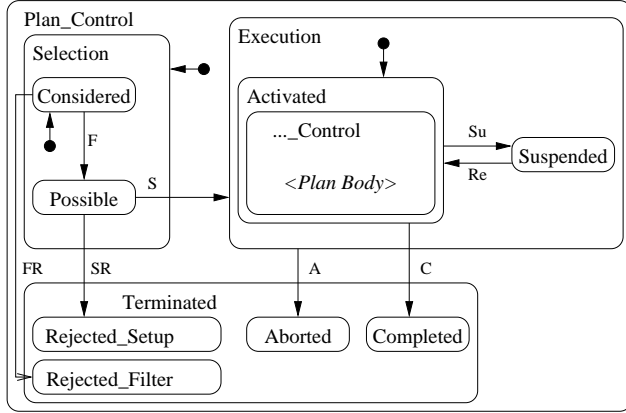 Plan_Control
Selection
Execution
Considered
Activated
..._Control
F
Su
Suspended
Re
Possible
S
<Plan Body>
FR
SR
A
C
Terminated
Rejected_Setup
Aborted
Completed
Rejected_Filter